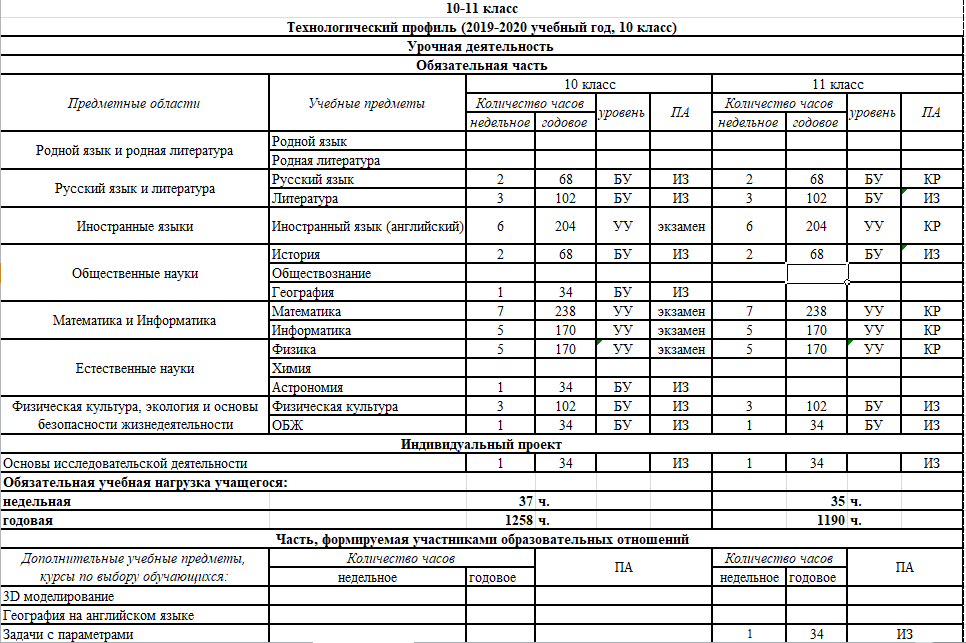 10-11 класс
Технологический профиль (2019-2020 учебный год, 10 класс)
Урочная деятельность
Обязательная часть
Предметные области Учебные предметы 10 класс 11 класс
Количество часов уровень ПА Количество часов уровень ПА
недельное годовое недельное годовое
Родной язык и родная литература Родной язык
Родная литература
Русский язык и литература Русский язык 2 68 БУ ИЗ 2 68 БУ КР
Литература 3 102 БУ ИЗ 3 102 БУ ИЗ
Иностранные языки Иностранный язык (английский) 6 204 УУ экзамен 6 204 УУ КР
Общественные науки История 2 68 БУ ИЗ 2 68 БУ ИЗ
Обществознание
География 1 34 БУ ИЗ
Математика и Информатика Математика 7 238 УУ экзамен 7 238 УУ КР
Информатика 5 170 УУ экзамен 5 170 УУ КР
Естественные науки Физика 5 170 УУ экзамен 5 170 УУ КР
Химия
Астрономия 1 34 БУ ИЗ
Физическая культура, экология и основы безопасности жизнедеятельности Физическая культура 3 102 БУ ИЗ 3 102 БУ ИЗ
ОБЖ 1 34 БУ ИЗ 1 34 БУ ИЗ
Индивидуальный проект
Основы исследовательской деятельности 1 34 ИЗ 1 34 ИЗ
Обязательная учебная нагрузка учащегося:
недельная 37 ч. 35 ч.
годовая 1258 ч. 1190 ч.
Часть, формируемая участниками образовательных отношений
Дополнительные учебные предметы, курсы по выбору обучающихся: Количество часов ПА Количество часов ПА
недельное годовое недельное годовое
3D моделирование
География на английском языке
Задачи с параметрами 1 34 ИЗ